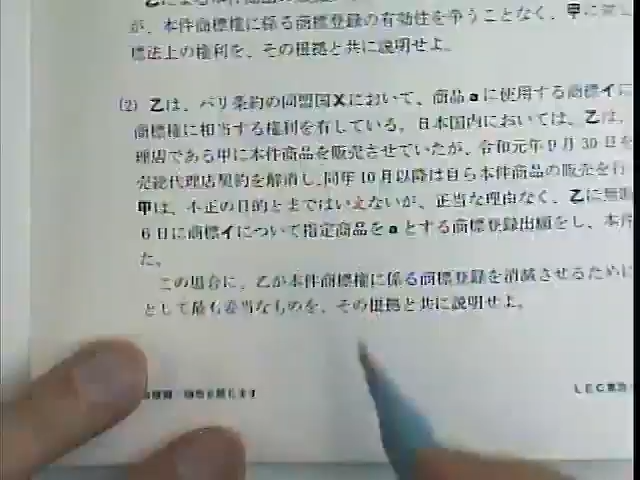 が、本件商標権に係る商標登録の有効性を争うことなく、甲に
標法上の権利を、その根拠と共に説明せよ。
(2) 乙は、パリ条約の同盟国Xにおいて、商品aに使用する商標イに
商標権に相当する権利を有している。日本国内においては、乙は、
理店である甲に本件商品を販売させていたが、令和元年9月30日を
売総代理店契約を解消し、同年10月以降は自ら本件商品の販売を行
甲は、不正の目的とまではいえないが、正当な理由なく、乙に無断
6日に商標イについて指定商品をaとする商標登録出願をし、本件
た。
この場合に、乙が本件商標権に係る商標登録を消滅させるために
として最も妥当なものを、その根拠と共に説明せよ。
LEC東京